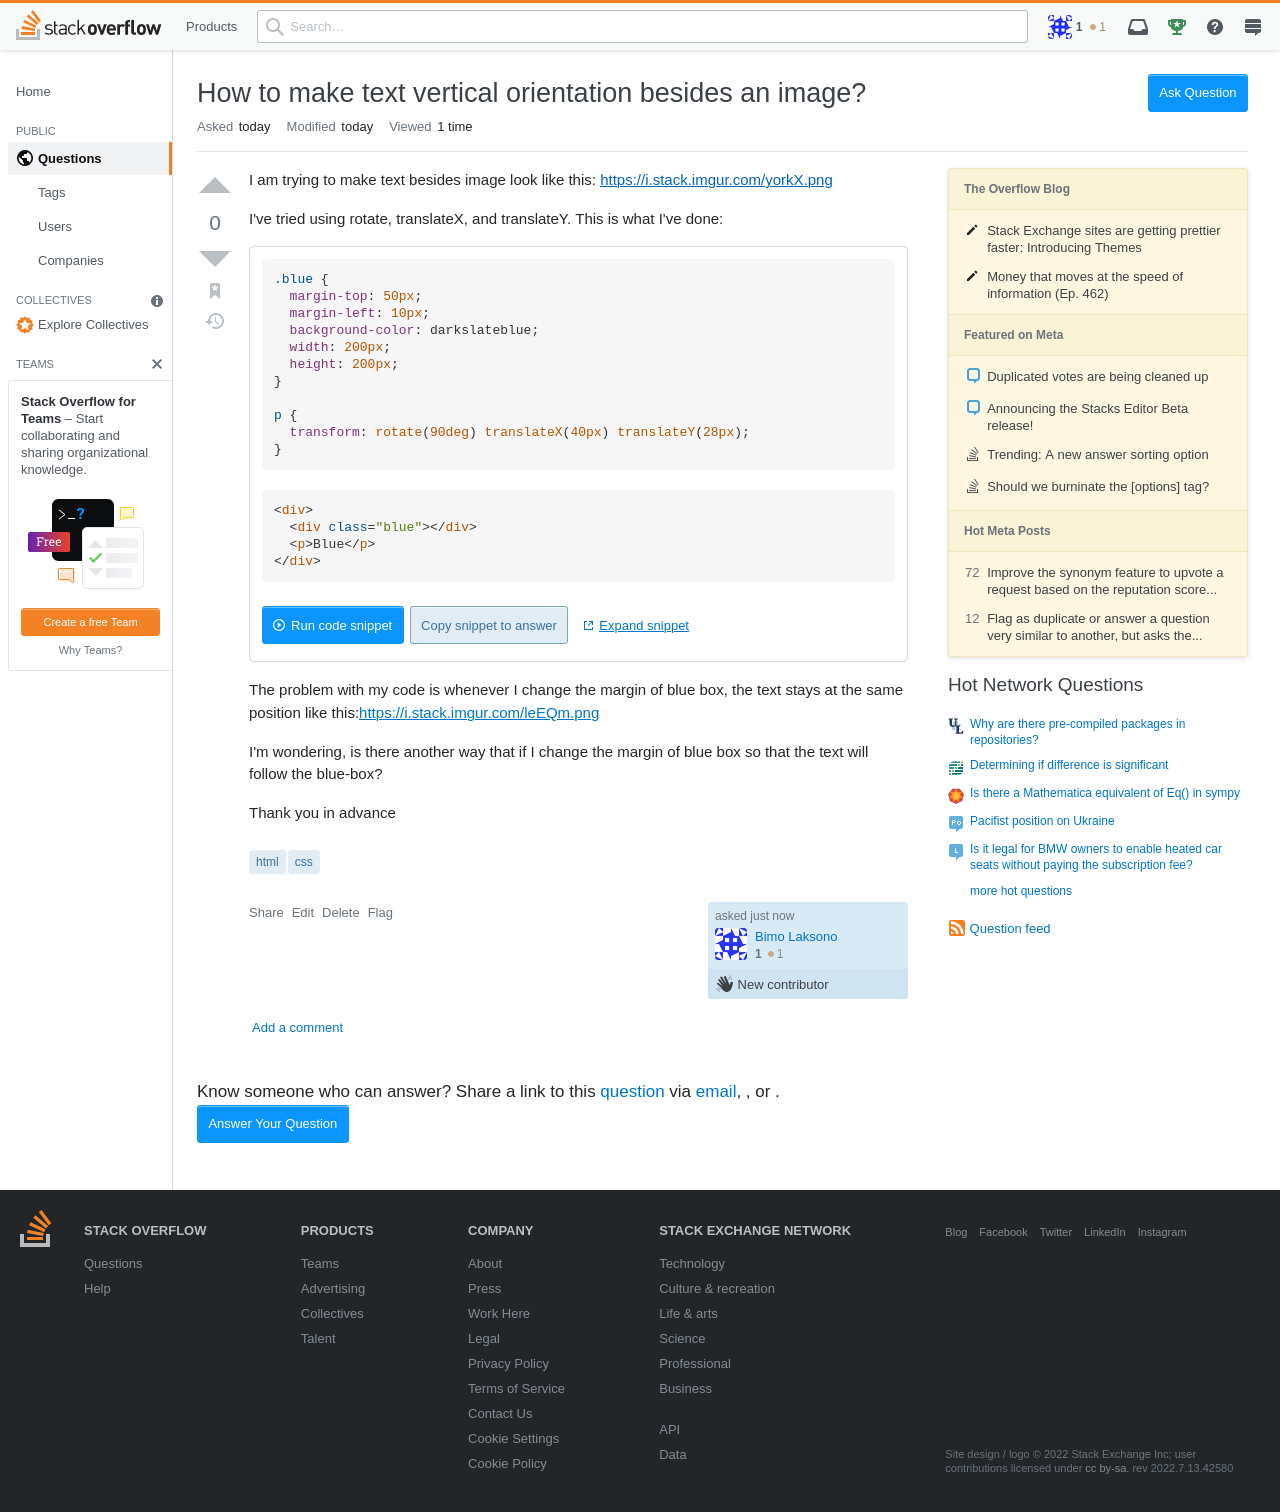 stackoverflow
Products
Search…
1
1
Home
PUBLIC
Questions
Tags
Users
Companies
COLLECTIVES
Explore Collectives
TEAMS
Stack Overflow for
Teams – Start
collaborating and
sharing organizational
knowledge.
>_?
Free
Create a free Team
Why Teams?
How to make text vertical orientation besides an image?
Ask Question
Asked today Modified today Viewed 1 time
0
I am trying to make text besides image look like this: https://i.stack.imgur.com/yorkX.png
I've tried using rotate, translateX, and translateY. This is what I've done:
.blue {
  margin-top: 50px;
  margin-left: 10px;
  background-color: darkslateblue;
  width: 200px;
  height: 200px;
}
p {
  transform: rotate(90deg) translateX(40px) translateY(28px);
}
<div>
  <div class="blue"></div>
  <p>Blue</p>
</div>
Run code snippet
Copy snippet to answer
Expand snippet
The problem with my code is whenever I change the margin of blue box, the text stays at the same
position like this:https://i.stack.imgur.com/leEQm.png
I'm wondering, is there another way that if I change the margin of blue box so that the text will
follow the blue-box?
Thank you in advance
html css
Share Edit Delete Flag
asked just now
Bimo Laksono
1 1
New contributor
Add a comment
The Overflow Blog
Stack Exchange sites are getting prettier
faster: Introducing Themes
Money that moves at the speed of
information (Ep. 462)
Featured on Meta
Duplicated votes are being cleaned up
Announcing the Stacks Editor Beta
release!
Trending: A new answer sorting option
Should we burninate the [options] tag?
Hot Meta Posts
72 Improve the synonym feature to upvote a
request based on the reputation score...
12 Flag as duplicate or answer a question
very similar to another, but asks the...
Hot Network Questions
UL
Why are there pre-compiled packages in
repositories?
Determining if difference is significant
Is there a Mathematica equivalent of Eq() in sympy
Po
Pacifist position on Ukraine
L
Is it legal for BMW owners to enable heated car
seats without paying the subscription fee?
more hot questions
Question feed
Know someone who can answer? Share a link to this question via email, , or .
Answer Your Question
STACK OVERFLOW
Questions
Help
PRODUCTS
Teams
Advertising
Collectives
Talent
COMPANY
About
Press
Work Here
Legal
Privacy Policy
Terms of Service
Contact Us
Cookie Settings
Cookie Policy
STACK EXCHANGE NETWORK
Technology
Culture & recreation
Life & arts
Science
Professional
Business
API
Data
Blog Facebook Twitter LinkedIn Instagram
Site design / logo © 2022 Stack Exchange Inc; user
contributions licensed under cc by-sa. rev 2022.7.13.42580